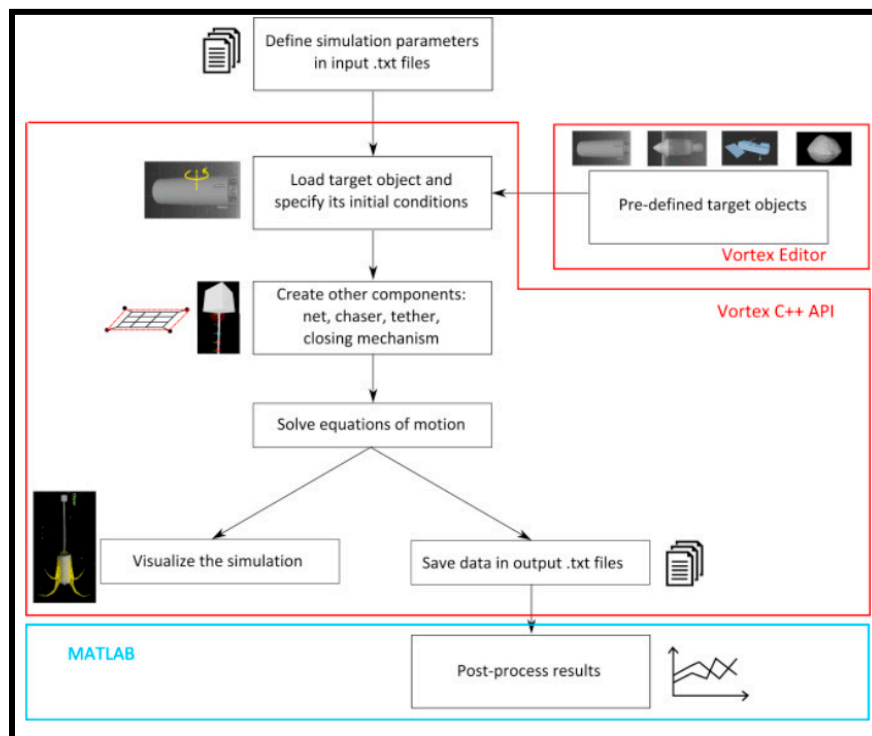 Define simulation parameters
in input .txt files
Load target object and
specify its initial conditions
Pre-defined target objects
Vortex Editor
Create other components:
net, chaser, tether,
closing mechanism
Vortex C++ API
Solve equations of motion
Visualize the simulation
Save data in output .txt files
MATLAB
Post-process results